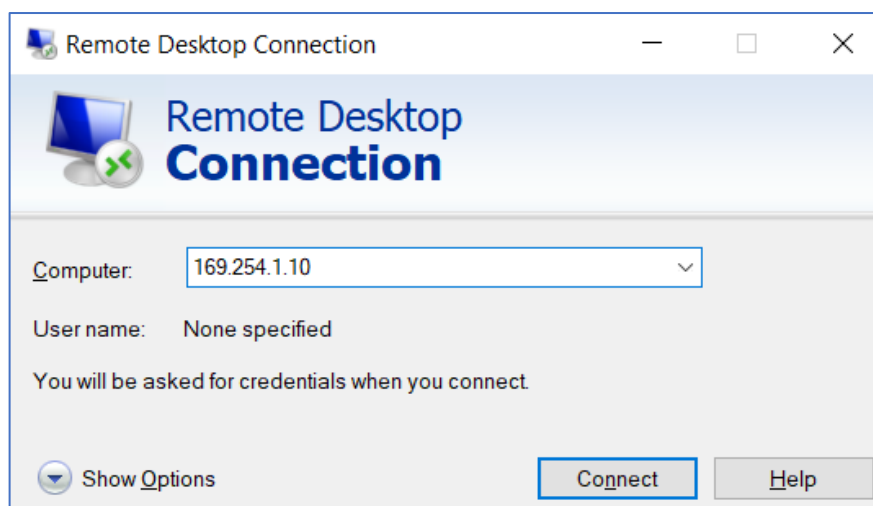 Remote Desktop Connection
Remote Desktop
Connection
Computer: 169.254.1.10
User name: None specified
You will be asked for credentials when you connect.
Show Options Connect Help